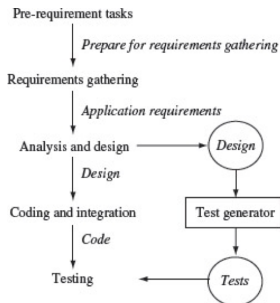 Pre-requirement tasks
Prepare for requirements gathering
Requirements gathering
Application requirements
Analysis and design
Design
Design
Coding and integration
Test generator
Code
Testing
Tests